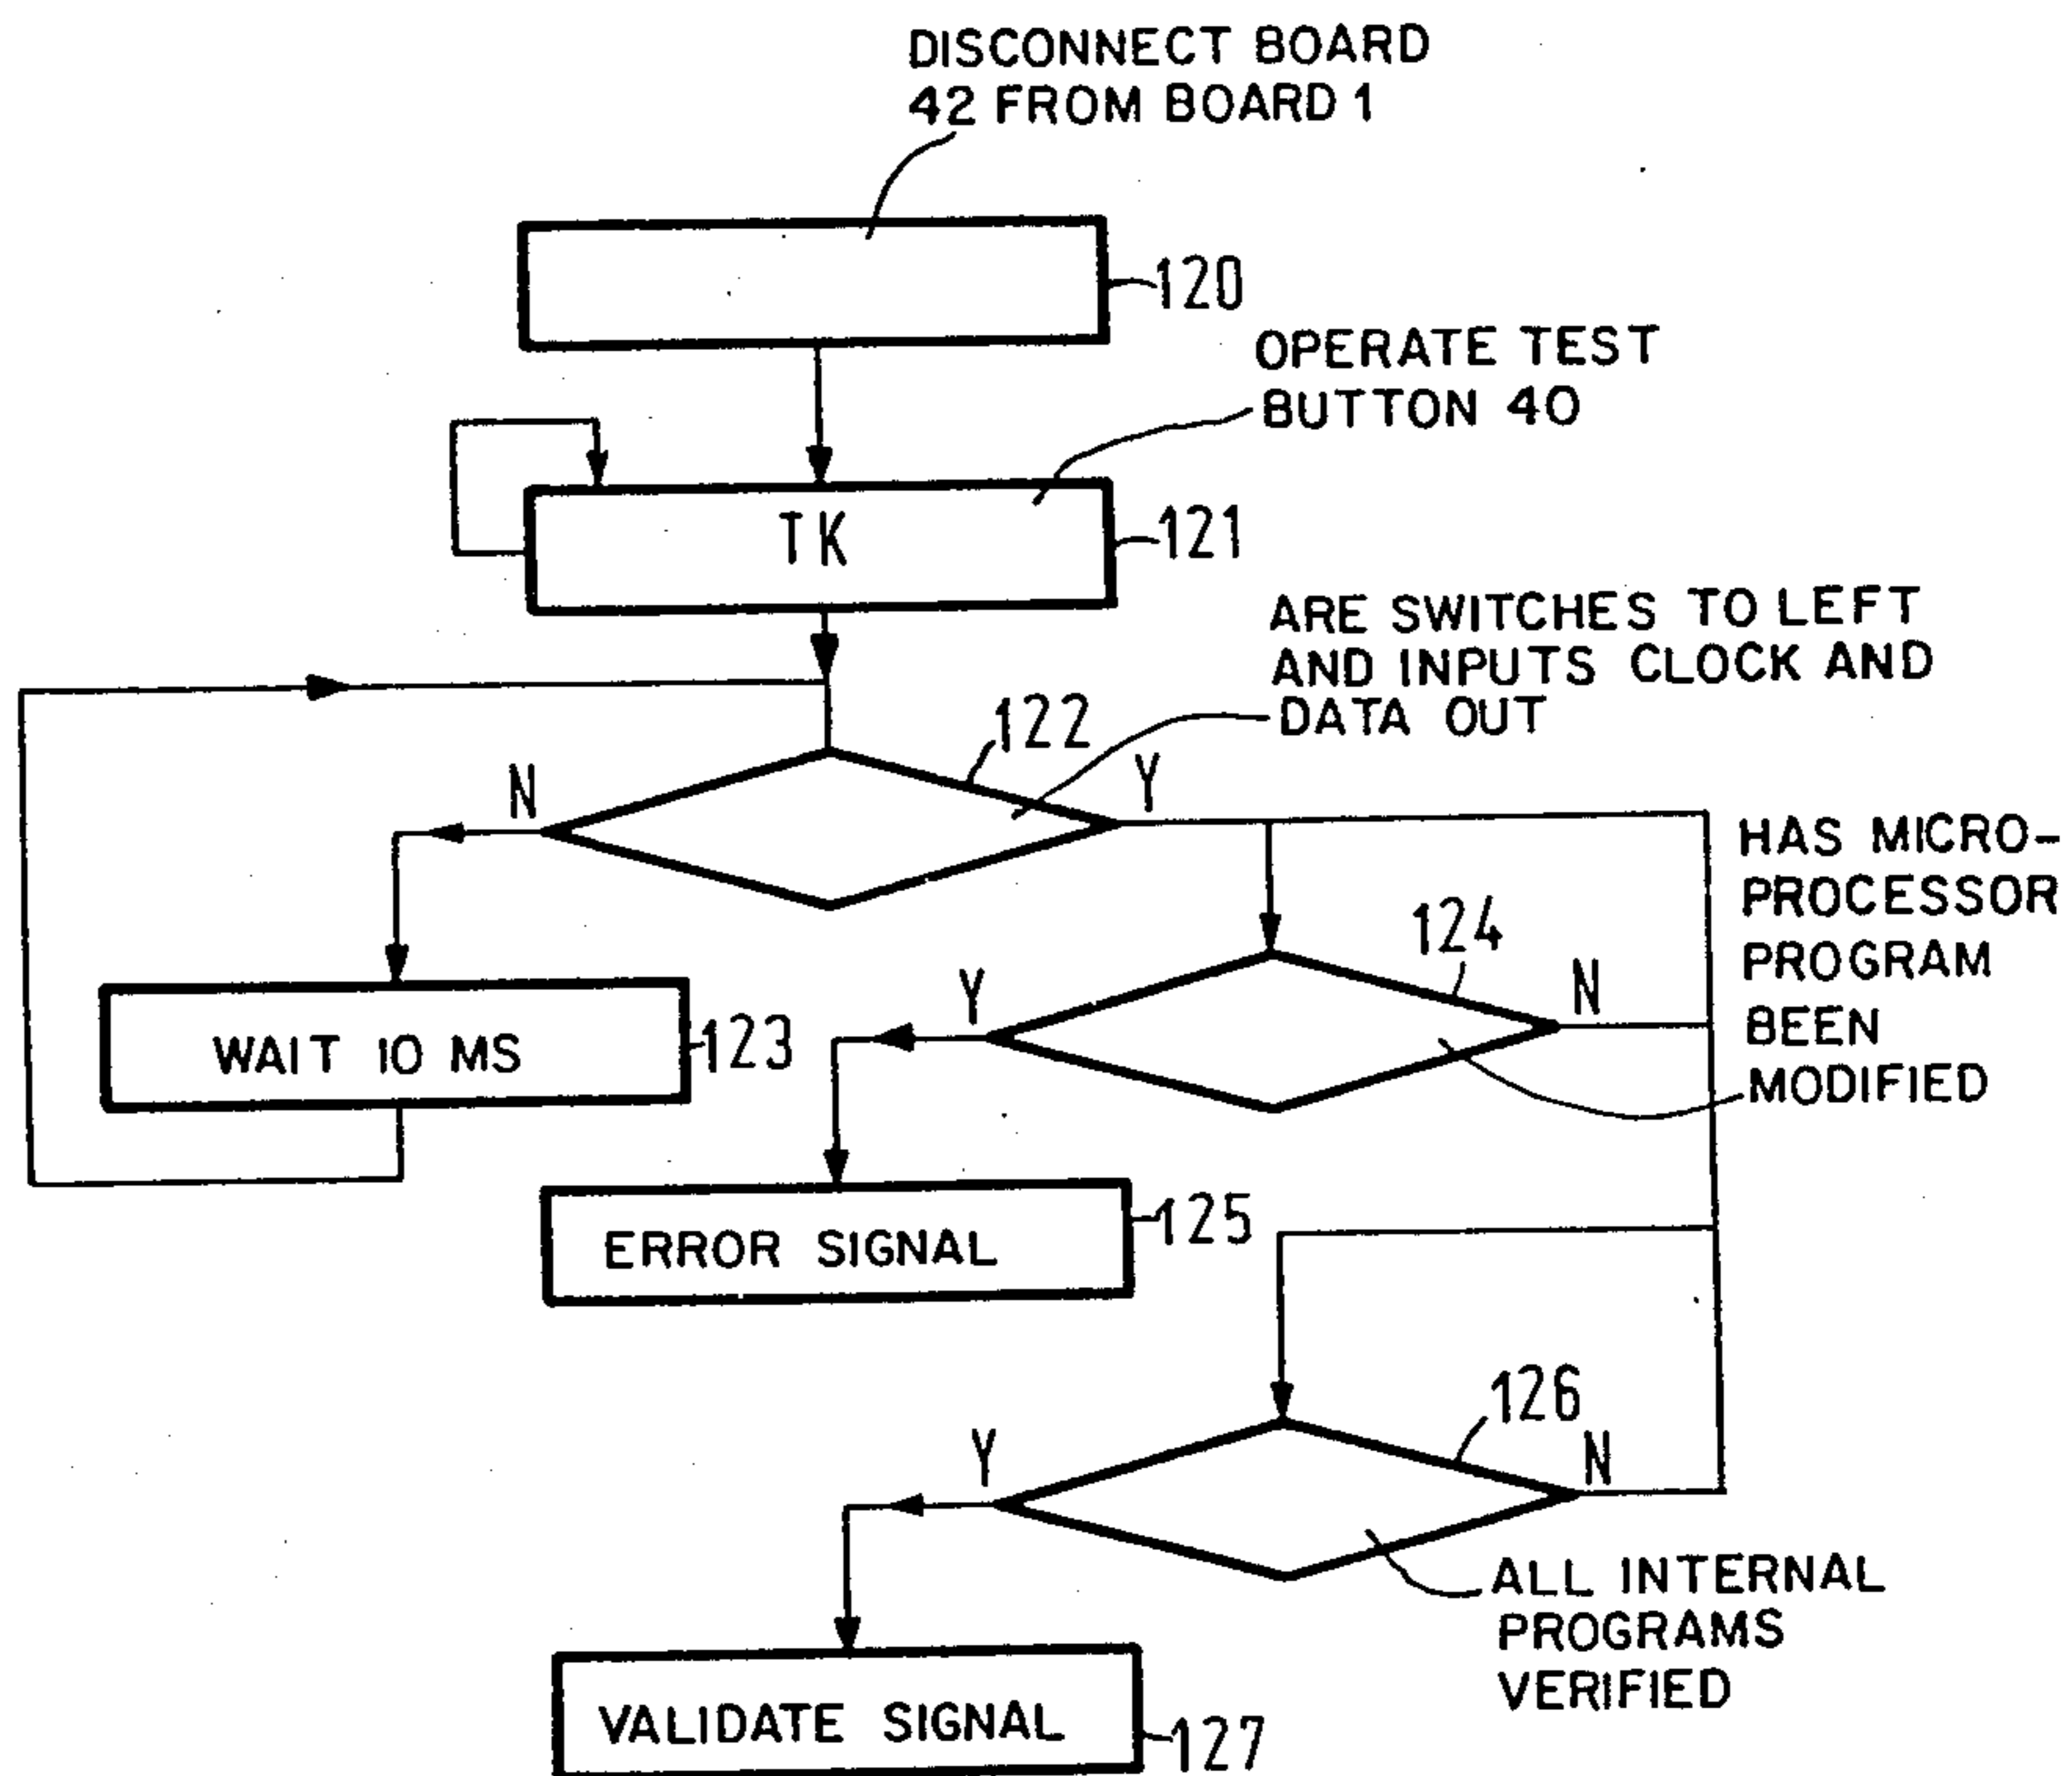 DISCONNECT BOARD
42 FROM BOARD 1
120
OPERATE TEST
BUTTON 40
TK
121
ARE SWITCHES TO LEFT
AND INPUTS CLOCK AND
DATA OUT
122
N
Y
HAS MICRO-
PROCESSOR
PROGRAM
BEEN
MODIFIED
124
Y
N
WAIT 10 MS
123
ERROR SIGNAL
125
126
Y
N
ALL INTERNAL
PROGRAMS
VERIFIED
VALIDATE SIGNAL
127